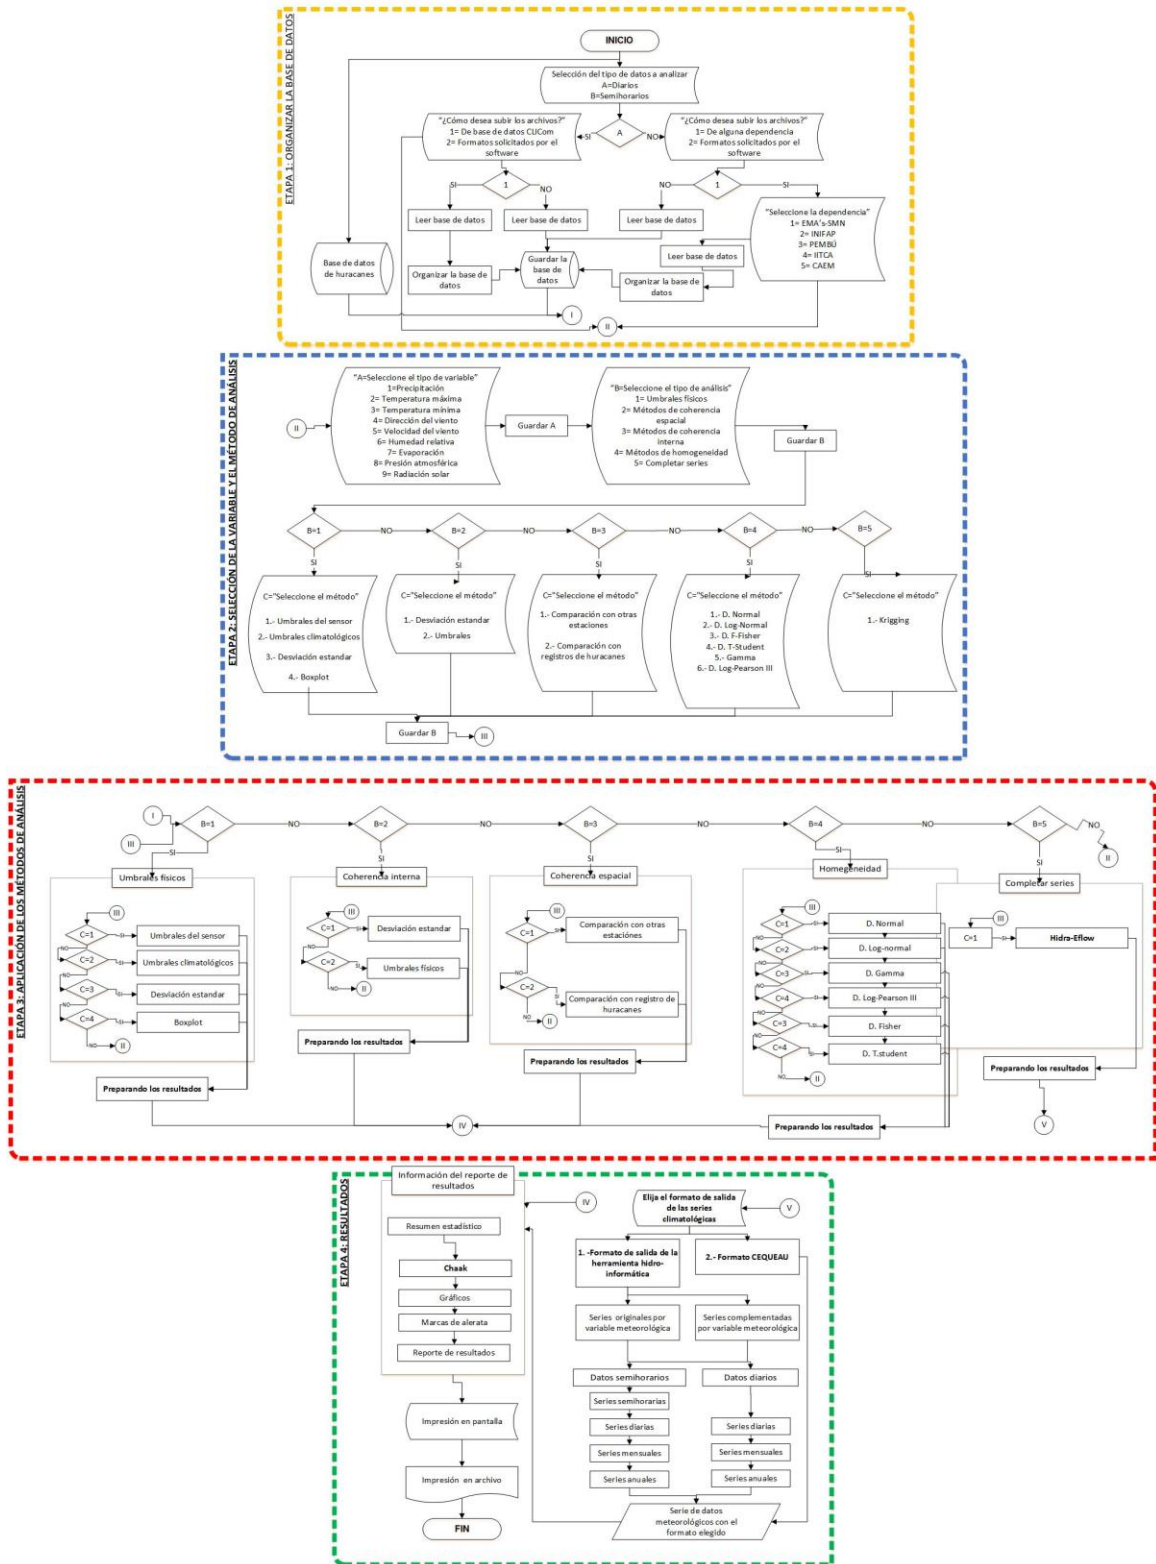 ETAPA 1: ORGANIZAR LA BASE DE DATOS
INICIO
Selección del tipo de datos a analizar
A=Diarios
B=Semihorarios
"¿Cómo desea subir los archivos?"
1= De base de datos CLICom
2= Formatos solicitados por el
software
SI
A
NO
"¿Cómo desea subir los archivos?"
1= De alguna dependencia
2= Formatos solicitados por el
software
SI
1
NO
NO
1
SI
Leer base de datos
Leer base de datos
Leer base de datos
"Seleccione la dependencia"
1= EMA's-SMN
2= INIFAP
3= PEMBÚ
4= IITCA
5= CAEM
Base de datos
de huracanes
Organizar la base de
datos
Guardar la
base de
datos
Leer base de datos
Organizar la base de
datos
I
II
ETAPA 2: SELECCIÓN DE LA VARIABLE Y EL MÉTODO DE ANÁLISIS
II
"A=Seleccione el tipo de variable"
1=Precipitación
2= Temperatura máxima
3= Temperatura mínima
4= Dirección del viento
5= Velocidad del viento
6= Humedad relativa
7= Evaporación
8= Presión atmosférica
9= Radiación solar
Guardar A
"B=Seleccione el tipo de análisis"
1= Umbrales físicos
2= Métodos de coherencia
espacial
3= Métodos de coherencia
interna
4= Métodos de homogeneidad
5= Completar series
Guardar B
B=1
NO
B=2
NO
B=3
NO
B=4
NO
B=5
SI
SI
SI
SI
SI
C="Seleccione el método"
1.- Umbrales del sensor
2.- Umbrales climatológicos
3.- Desviación estandar
4.- Boxplot
C="Seleccione el método"
1.- Desviación estandar
2.- Umbrales
C="Seleccione el método"
1.- Comparación con otras
estaciones
2.- Comparación con
registros de huracanes
C="Seleccione el método"
1.- D. Normal
2.- D. Log-Normal
3.- D. F-Fisher
4.- D. T-Student
5.- Gamma
6.- D. Log-Pearson III
C="Seleccione el método"
1.- Krigging
Guardar B
III
ETAPA 3: APLICACIÓN DE LOS MÉTODOS DE ANÁLISIS
I
III
B=1
NO
B=2
NO
B=3
NO
B=4
NO
B=5
NO
II
SI
SI
SI
SI
SI
Umbrales físicos
III
C=1
SI
Umbrales del sensor
NO
C=2
SI
Umbrales climatológicos
NO
C=3
SI
Desviación estandar
NO
C=4
SI
Boxplot
NO
II
Preparando los resultados
Coherencia interna
III
C=1
SI
Desviación estandar
NO
C=2
SI
Umbrales físicos
NO
II
Preparando los resultados
Coherencia espacial
III
C=1
SI
Comparación con otras
estaciónes
NO
C=2
SI
Comparación con registro de
huracanes
NO
II
Preparando los resultados
Homegeneidad
III
C=1
SI
D. Normal
NO
C=2
SI
D. Log-normal
NO
C=3
SI
D. Gamma
NO
C=4
SI
D. Log-Pearson III
NO
C=3
SI
D. Fisher
NO
C=4
SI
D. T.student
NO
II
Preparando los resultados
Completar series
III
C=1
SI
Hidra-Eflow
Preparando los resultados
IV
V
ETAPA 4: RESULTADOS
Información del reporte de
resultados
Resumen estadístico
Chaak
Gráficos
Marcas de alerata
Reporte de resultados
Impresión en pantalla
Impresión en archivo
FIN
IV
Elija el formato de salida
de las series
climatológicas
V
1. -Formato de salida de la
herramienta hidro-
informática
2.- Formato CEQUEAU
Series originales por
variable meteorológica
Series complementadas
por variable meteorológica
Datos semihorarios
Datos diarios
Series semihorarias
Series diarias
Series diarias
Series mensuales
Series mensuales
Series anuales
Series anuales
Serie de datos
meteorológicos con el
formato elegido